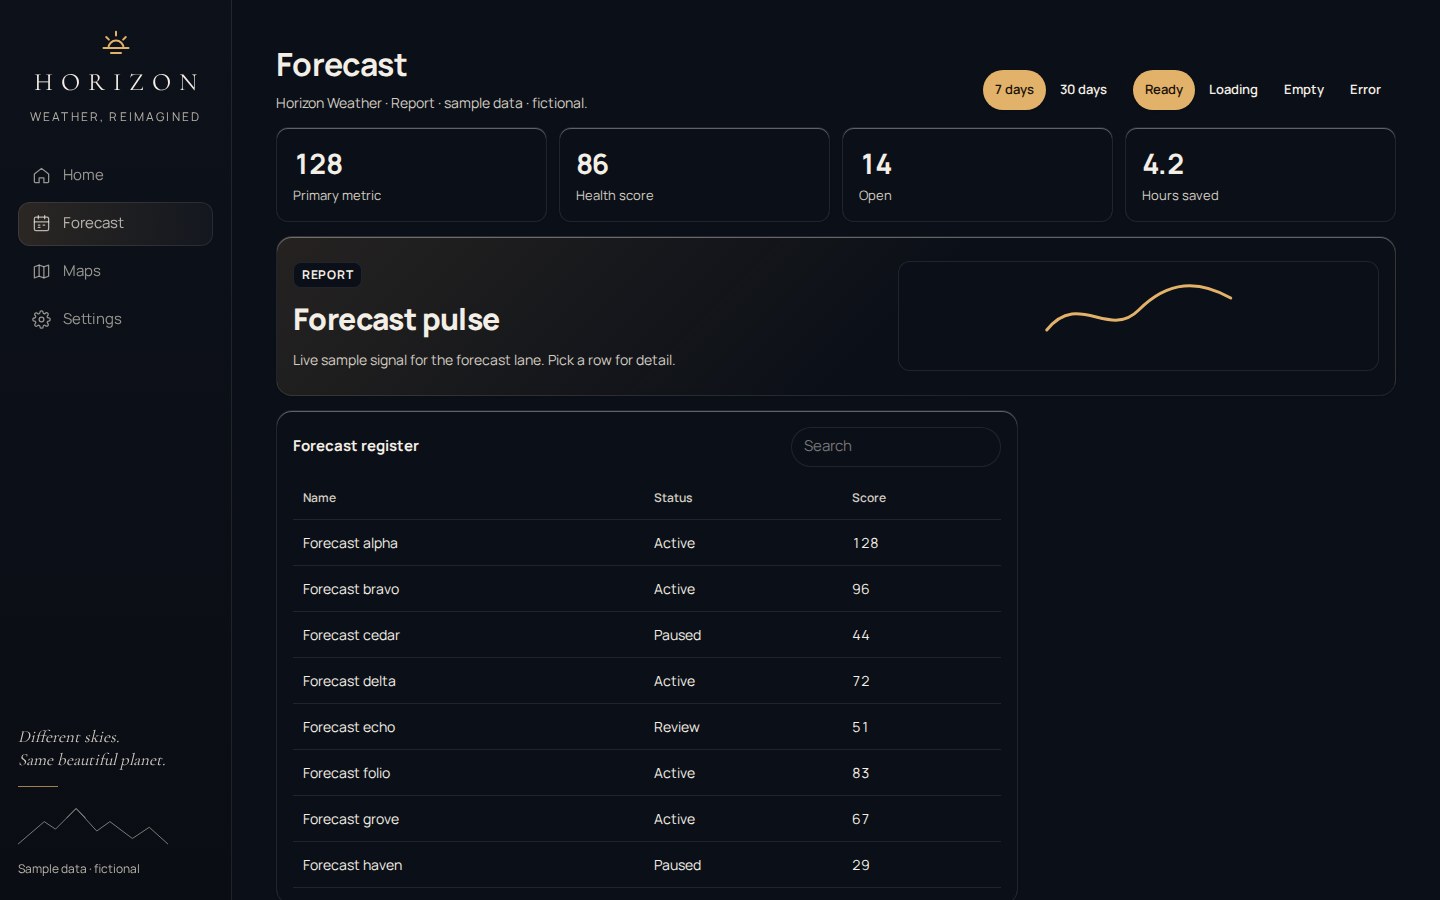 HORIZON
WEATHER, REIMAGINED
Home
Forecast
Maps
Settings
Different skies.
Same beautiful planet.
Sample data · fictional
Forecast
Horizon Weather · Report · sample data · fictional.
7 days
30 days
Ready
Loading
Empty
Error
128
Primary metric
86
Health score
14
Open
4.2
Hours saved
REPORT
Forecast pulse
Live sample signal for the forecast lane. Pick a row for detail.
Forecast register
Search
Name Status Score
Forecast alpha Active 128
Forecast bravo Active 96
Forecast cedar Paused 44
Forecast delta Active 72
Forecast echo Review 51
Forecast folio Active 83
Forecast grove Active 67
Forecast haven Paused 29